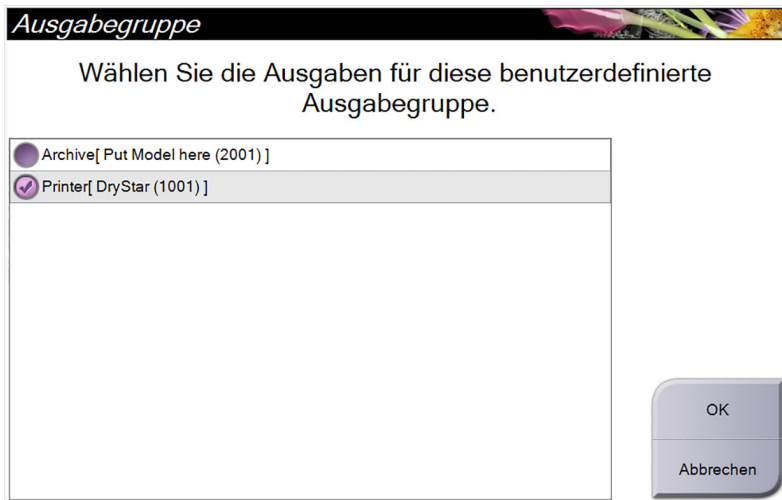 Ausgabegruppe
Wählen Sie die Ausgaben für diese benutzerdefinierte
Ausgabegruppe.
Archive[ Put Model here (2001) ]
Printer[ DryStar (1001) ]
OK
Abbrechen